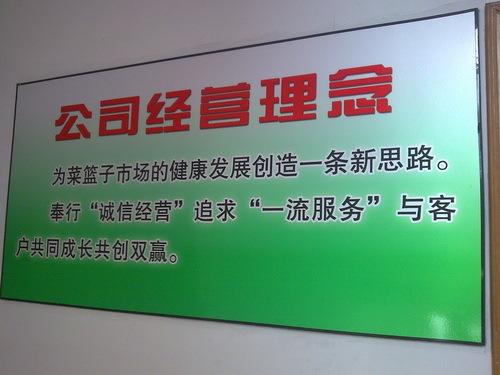 公司经营理念
为菜篮子市场的健康发展创造一条新思路。
奉行“诚信经营”追求“一流服务”与客
户共同成长共创双赢。